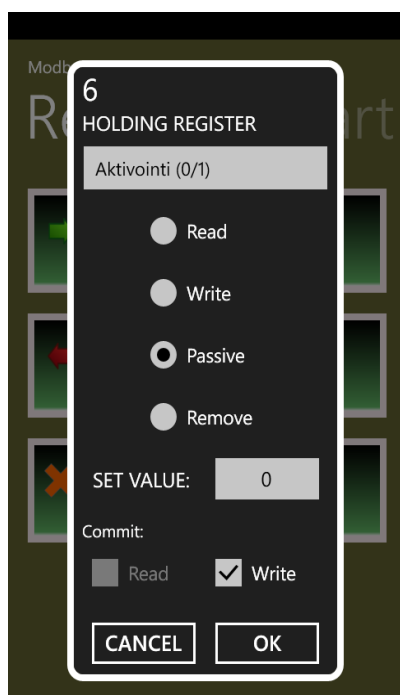 6
HOLDING REGISTER
Aktivointi (0/1)
Read
Write
Passive
Remove
SET VALUE: 0
Commit:
Read Write
CANCEL OK